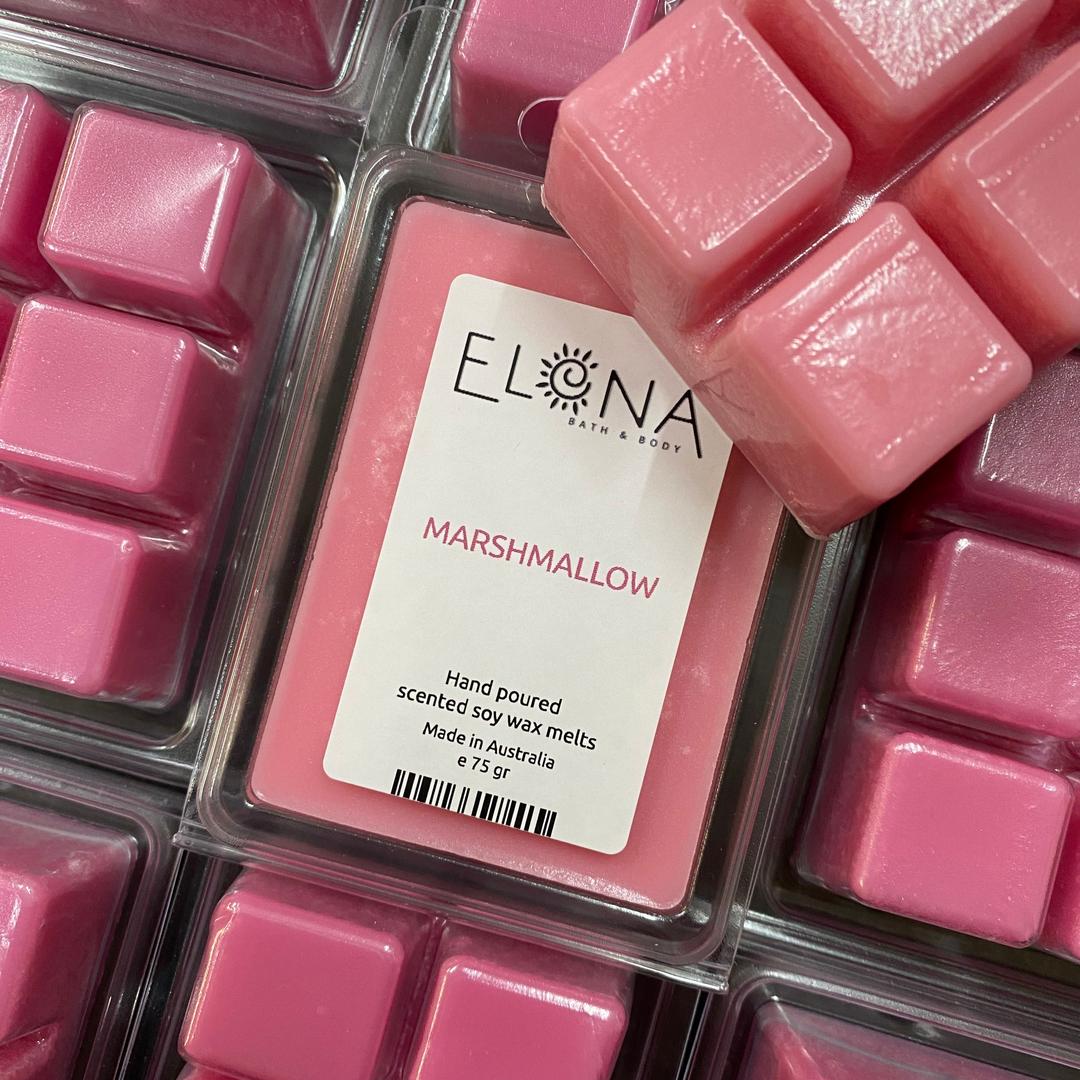 ELONA
BATH & BODY
MARSHMALLOW
Hand poured
scented soy wax melts
Made in Australia
e 75 gr